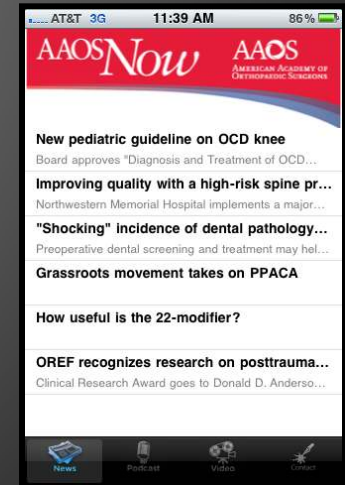 AT&T 3G 11:39 AM 86%
AAOS Now AAOS
AMERICAN ACADEMY OF
ORTHOPAEDIC SURGEONS
New pediatric guideline on OCD knee
Board approves "Diagnosis and Treatment of OCD...
Improving quality with a high-risk spine pr...
Northwestern Memorial Hospital implements a major...
"Shocking" incidence of dental pathology...
Preoperative dental screening and treatment may hel...
Grassroots movement takes on PPACA
How useful is the 22-modifier?
OREF recognizes research on posttrauma...
Clinical Research Award goes to Donald D. Anderso...
News Podcast Video Contact